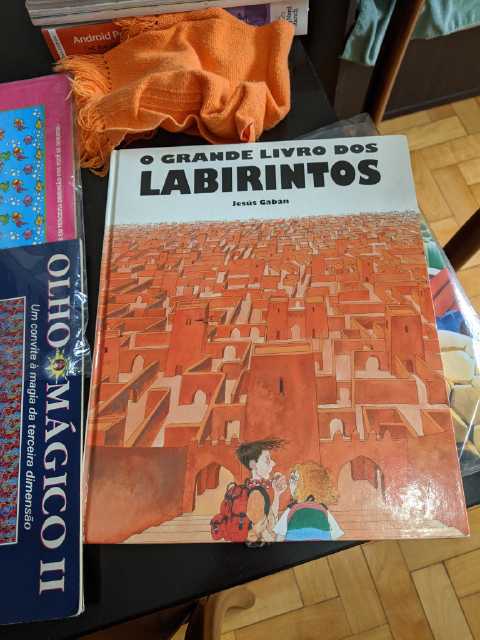 Android P
O GRANDE LIVRO DOS
LABIRINTOS
Jesús Gaban
OLHO MÁGICO II
Um convite à magia da terceira dimensão